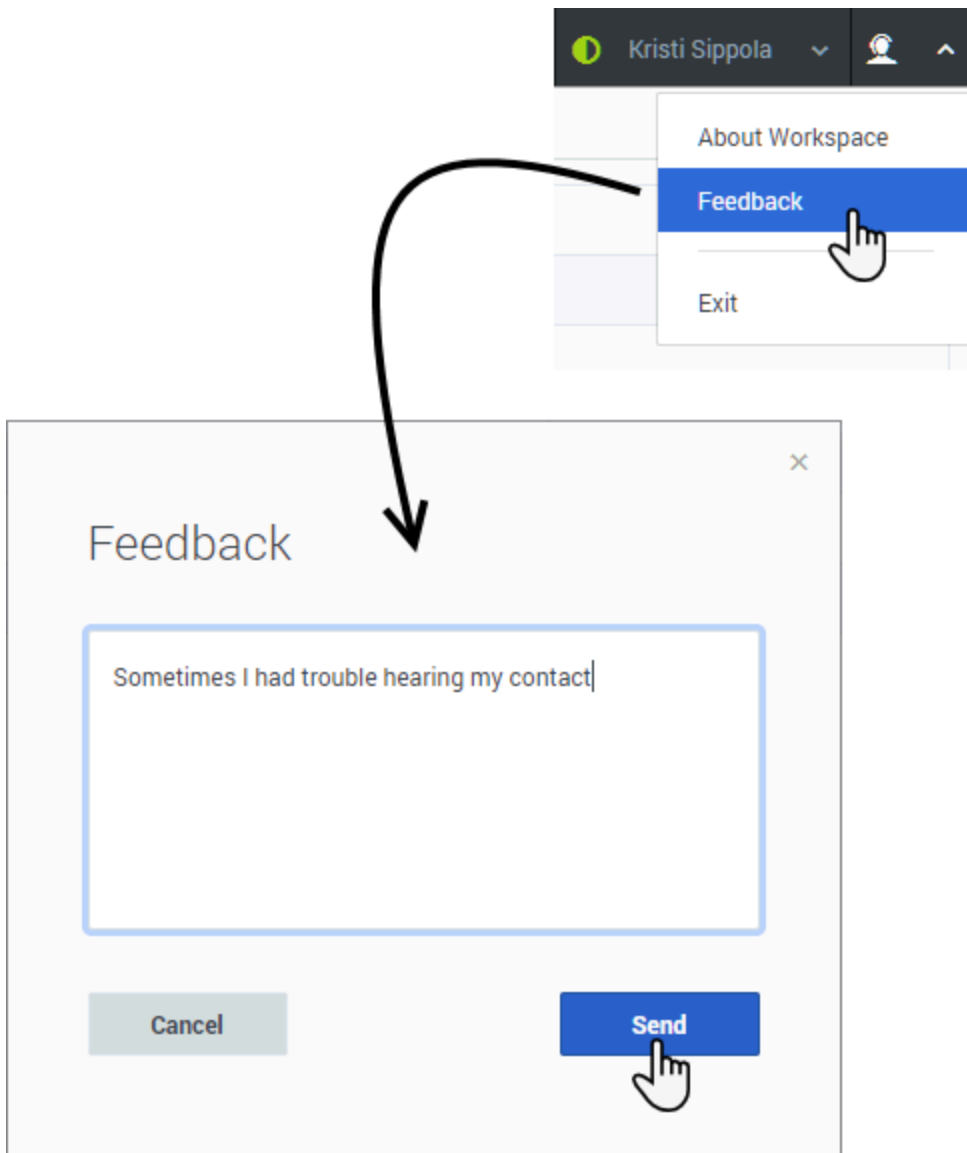 Kristi Sippola
About Workspace
Feedback
Exit
Feedback
Sometimes I had trouble hearing my contact
Cancel
Send